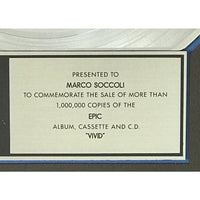 PRESENTED TO
MARCO SOCCOLI
TO COMMEMORATE THE SALE OF MORE THAN
1,000,000 COPIES OF THE
EPIC
ALBUM, CASSETTE AND C.D.
"VIVID"